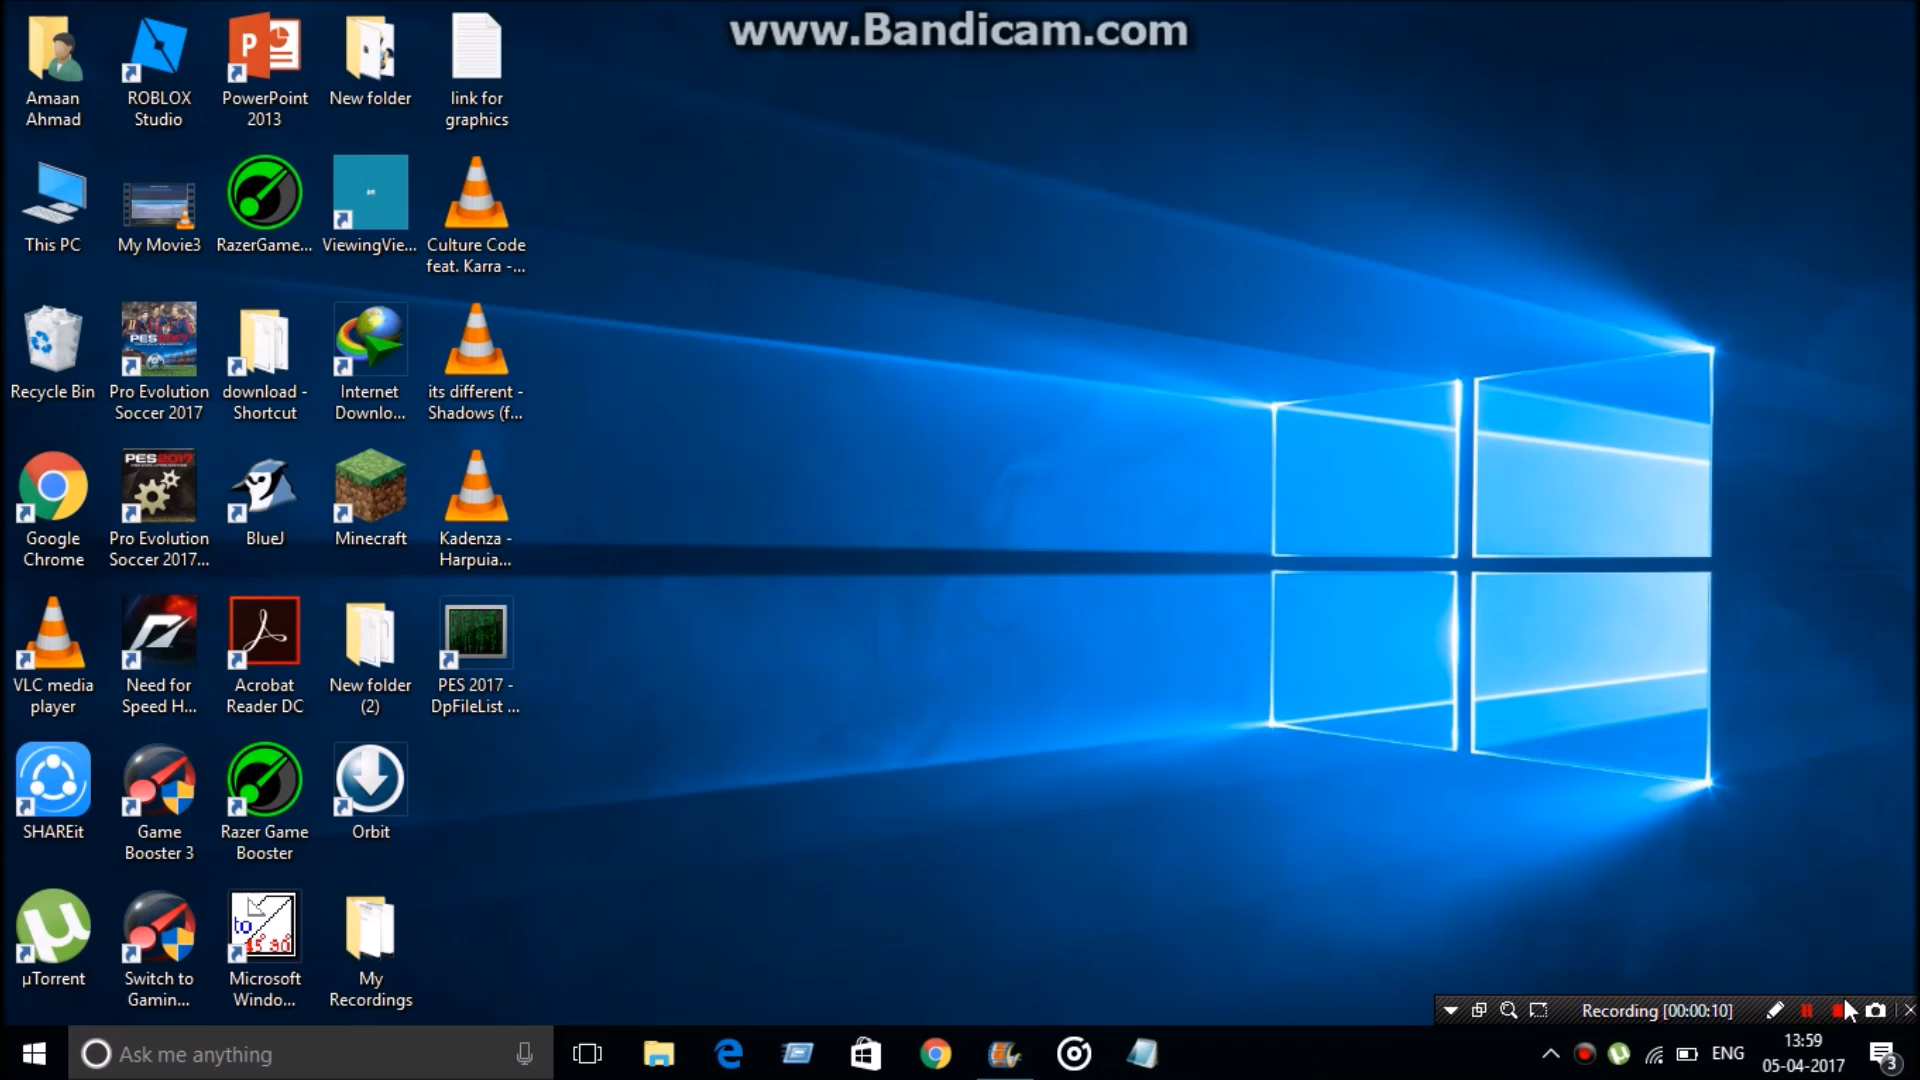 www.Bandicam.com
Amaan
Ahmad
ROBLOX
Studio
PowerPoint
2013
New folder
link for
graphics
This PC
My Movie3
RazerGame...
ViewingVie...
Culture Code
feat. Karra -...
Recycle Bin
Pro Evolution
Soccer 2017
download -
Shortcut
Internet
Downlo...
its different -
Shadows (f...
Google
Chrome
Pro Evolution
Soccer 2017...
BlueJ
Minecraft
Kadenza -
Harpuia...
VLC media
player
Need for
Speed H...
Acrobat
Reader DC
New folder
(2)
PES 2017 -
DpFileList ...
SHAREit
Game
Booster 3
Razer Game
Booster
Orbit
µTorrent
Switch to
Gamin...
Microsoft
Windo...
My
Recordings
Recording [00:00:10]
Ask me anything
ENG
13:59
05-04-2017
3